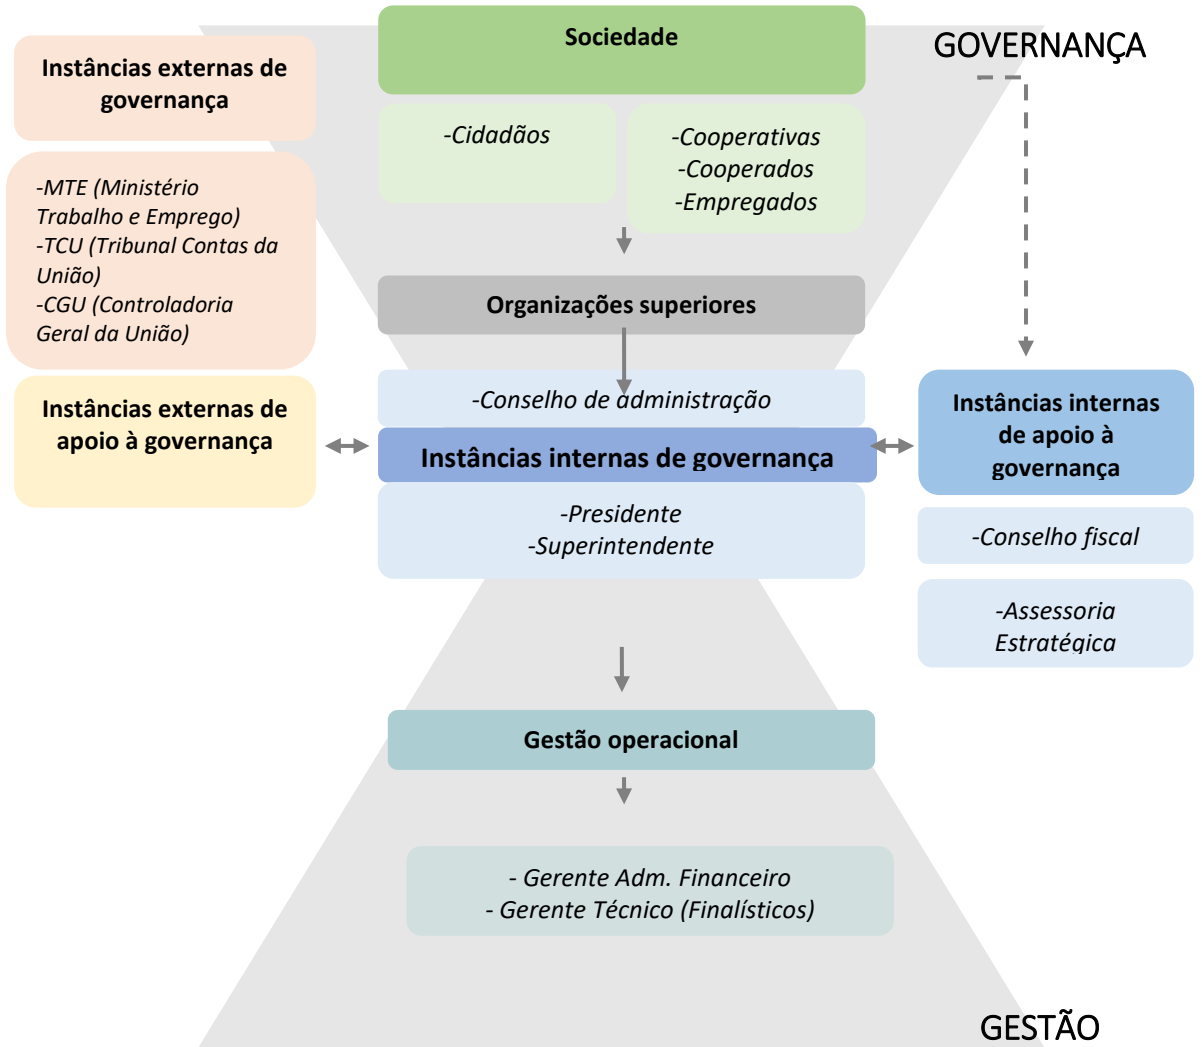 Sociedade
GOVERNANÇA
Instâncias externas de
governança
-Cidadãos
-Cooperativas
-Cooperados
-Empregados
-MTE (Ministério
Trabalho e Emprego)
-TCU (Tribunal Contas da
União)
-CGU (Controladoria
Geral da União)
Organizações superiores
-Conselho de administração
Instâncias externas de
apoio à governança
Instâncias internas de governança
Instâncias internas
de apoio à
governança
-Presidente
-Superintendente
-Conselho fiscal
-Assessoria
Estratégica
Gestão operacional
- Gerente Adm. Financeiro
- Gerente Técnico (Finalísticos)
GESTÃO